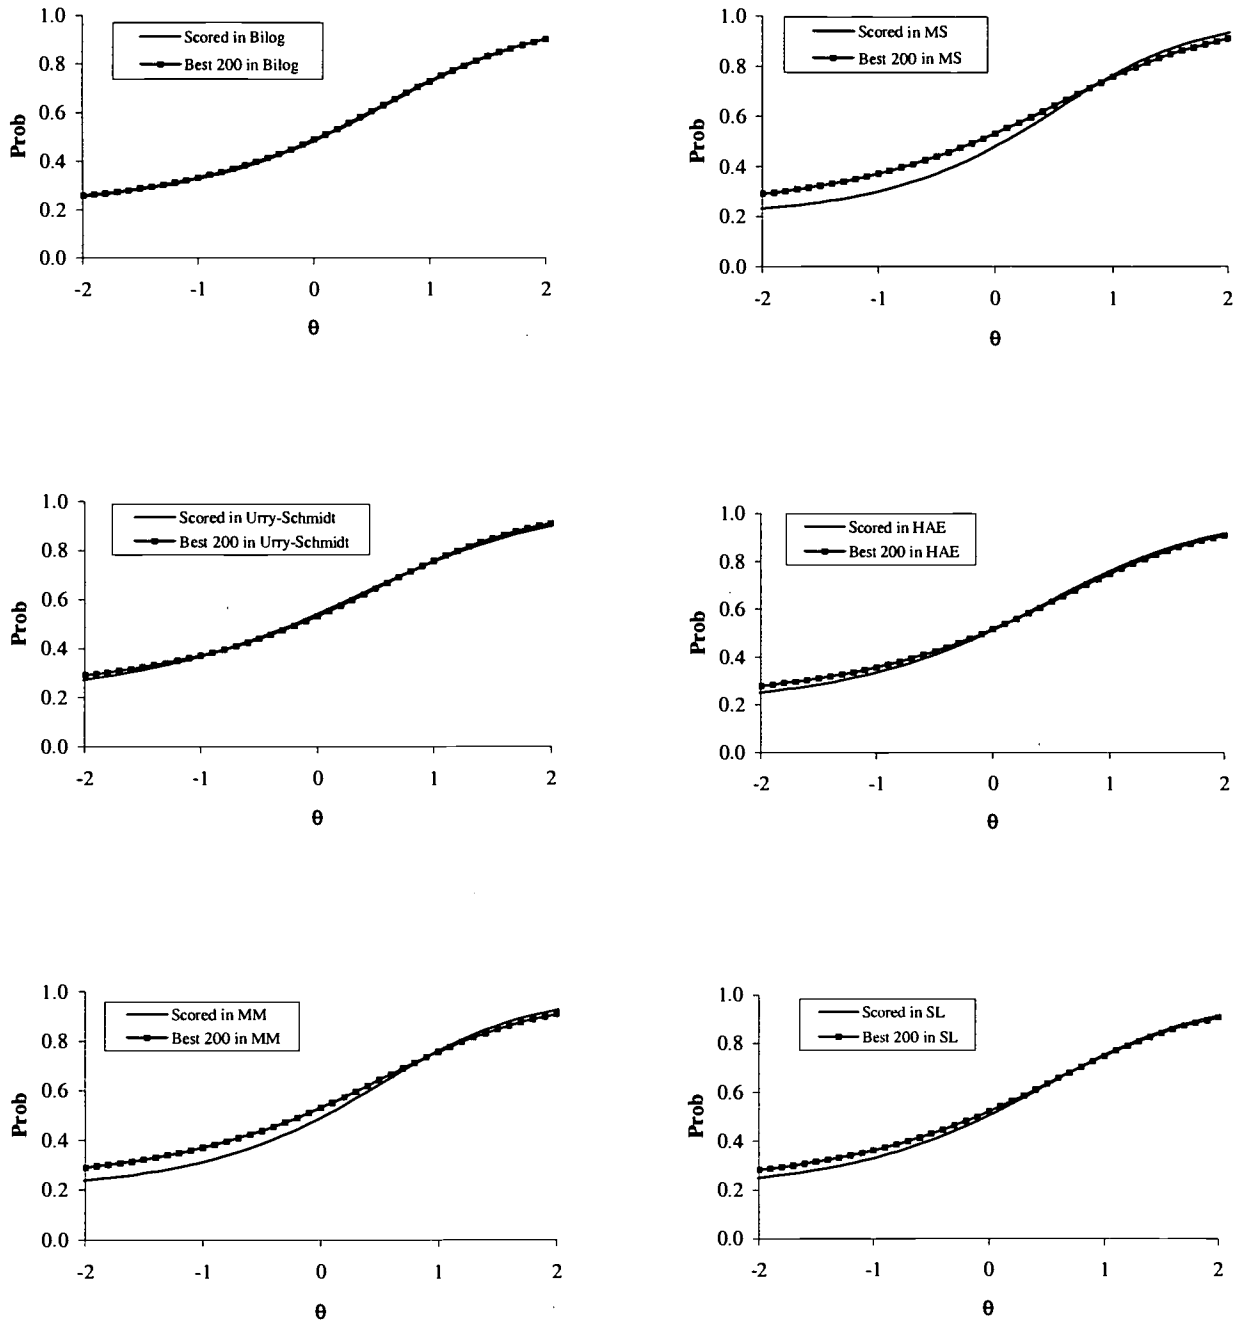 Scored in Bilog
Best 200 in Bilog
Prob
1.0
0.8
0.6
0.4
0.2
0.0
-2 -1 0 1 2
θ
Scored in MS
Best 200 in MS
Prob
1.0
0.8
0.6
0.4
0.2
0.0
-2 -1 0 1 2
θ
Scored in Urry-Schmidt
Best 200 in Urry-Schmidt
Prob
1.0
0.8
0.6
0.4
0.2
0.0
-2 -1 0 1 2
θ
Scored in HAE
Best 200 in HAE
Prob
1.0
0.8
0.6
0.4
0.2
0.0
-2 -1 0 1 2
θ
Scored in MM
Best 200 in MM
Prob
1.0
0.8
0.6
0.4
0.2
0.0
-2 -1 0 1 2
θ
Scored in SL
Best 200 in SL
Prob
1.0
0.8
0.6
0.4
0.2
0.0
-2 -1 0 1 2
θ